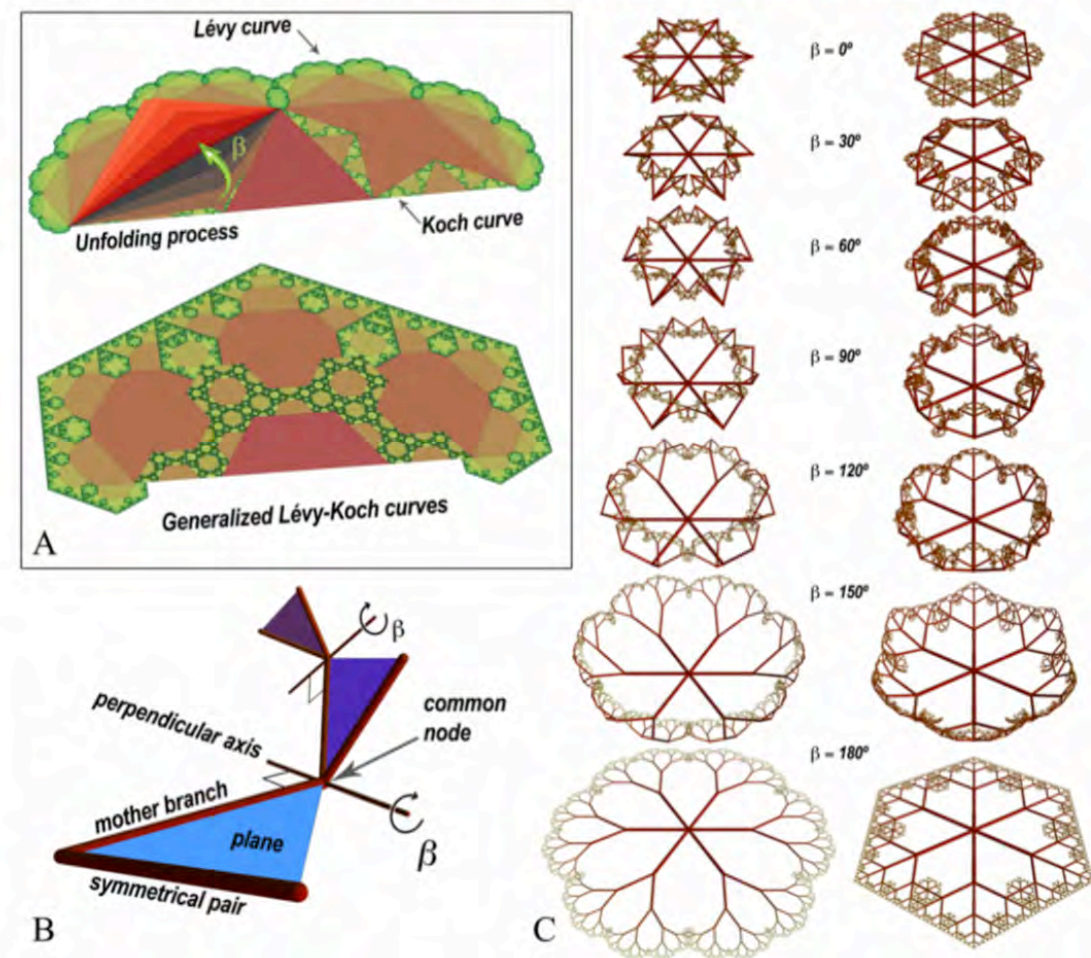 Lévy curve
β
Koch curve
Unfolding process
Generalized Lévy-Koch curves
A
β
perpendicular axis
common
node
mother branch
plane
β
symmetrical pair
B
β = 0º
β = 30º
β = 60º
β = 90º
β = 120º
β = 150º
β = 180º
C